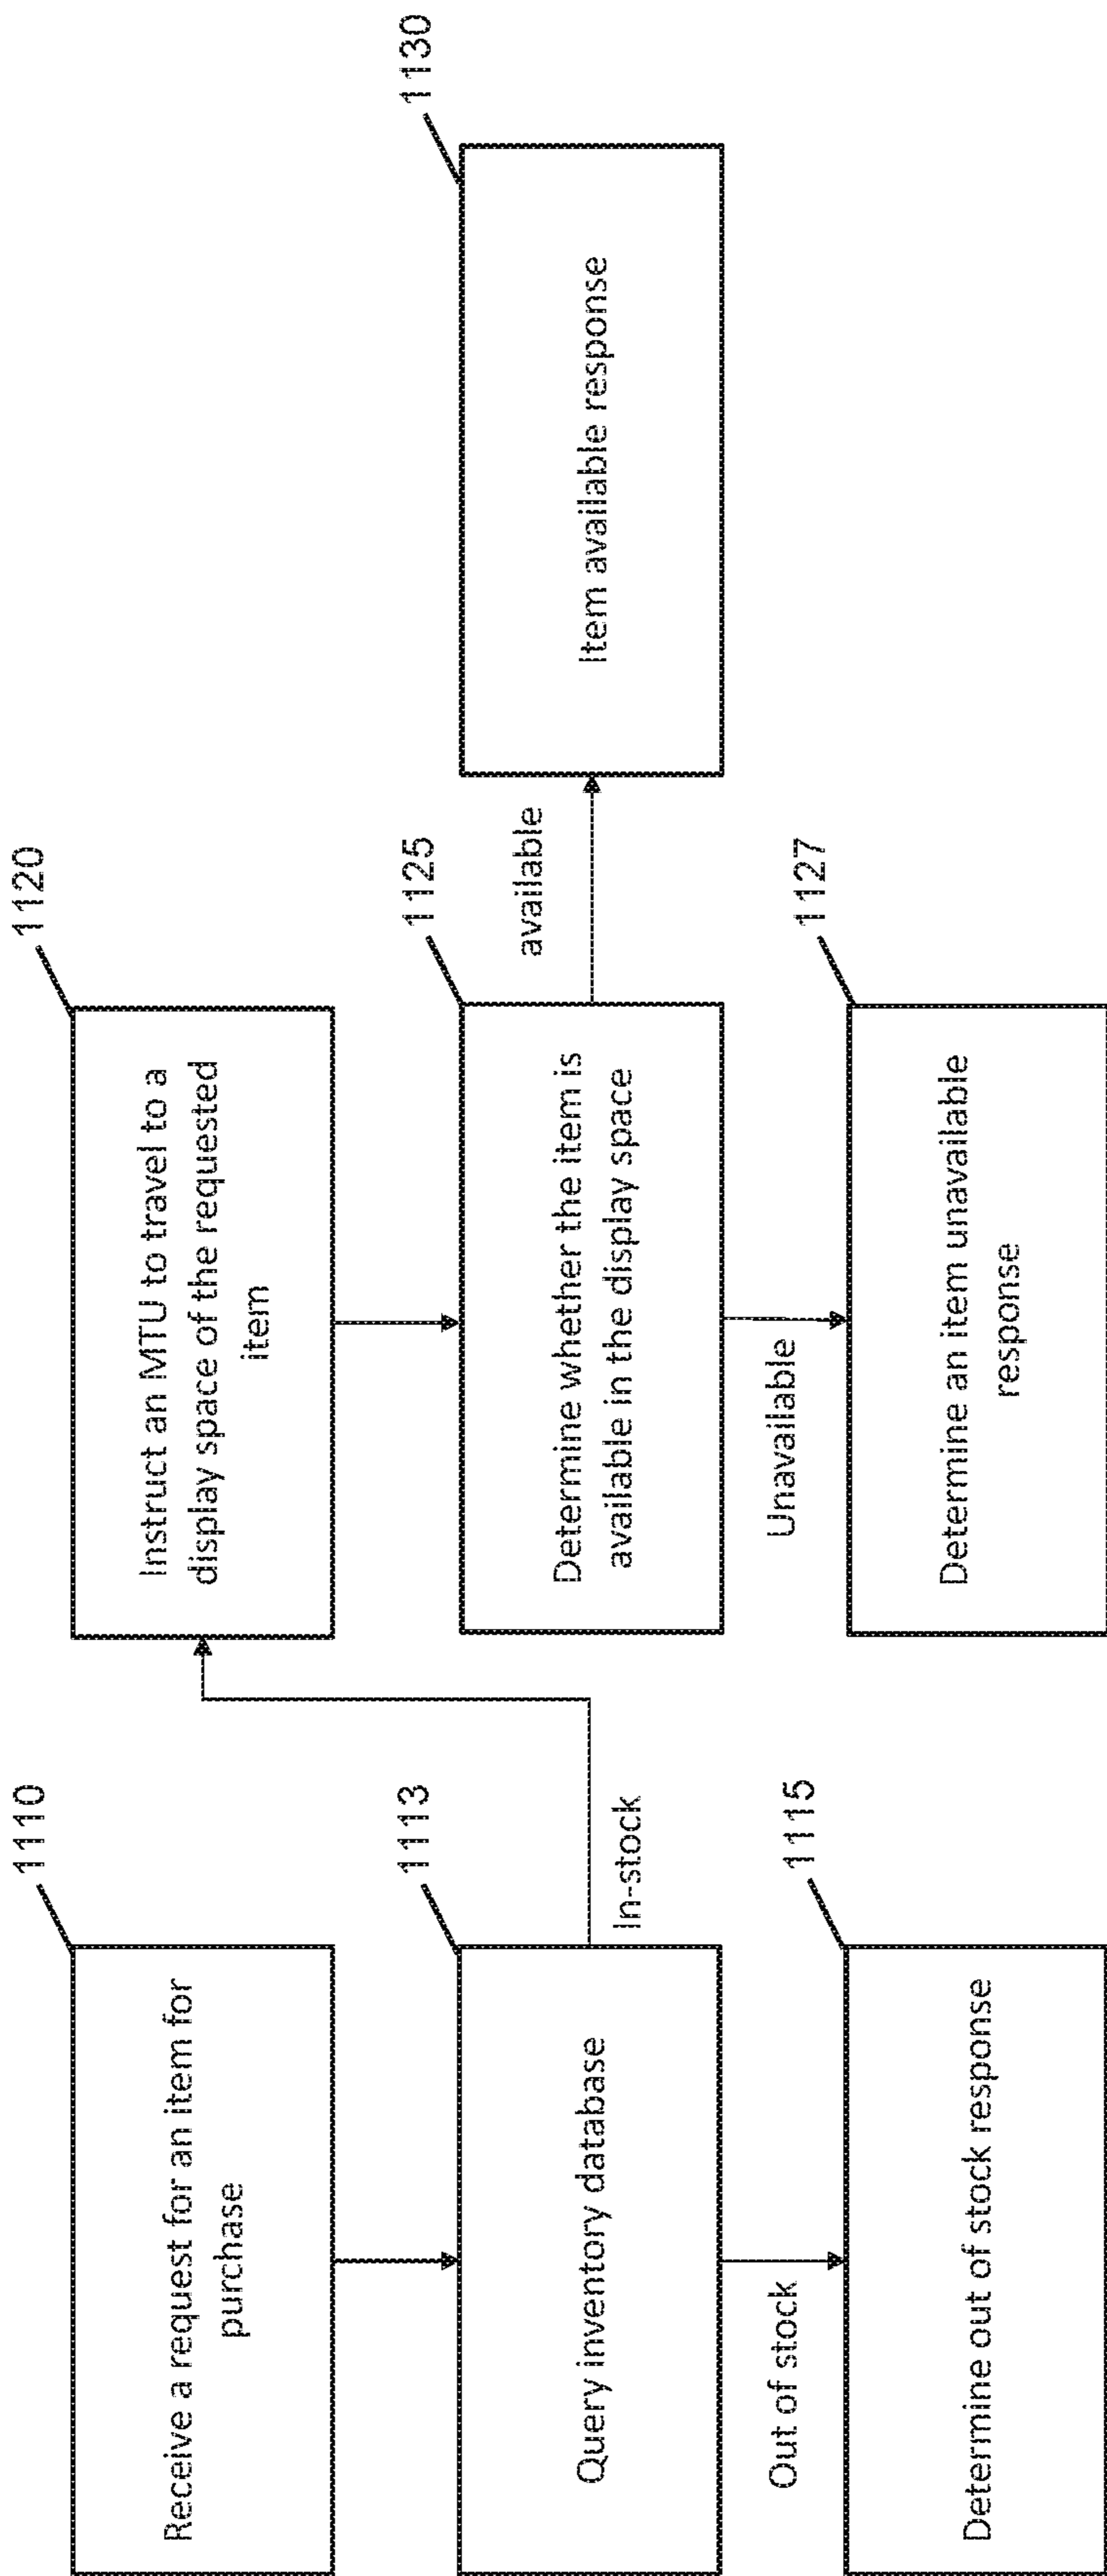 1110
Receive a request for an item for
purchase
1113
Query inventory database
In-stock
Out of stock
1115
Determine out of stock response
1120
Instruct an MTU to travel to a
display space of the requested
item
1125
Determine whether the item is
available in the display space
available
Unavailable
1127
Determine an item unavailable
response
1130
Item available response